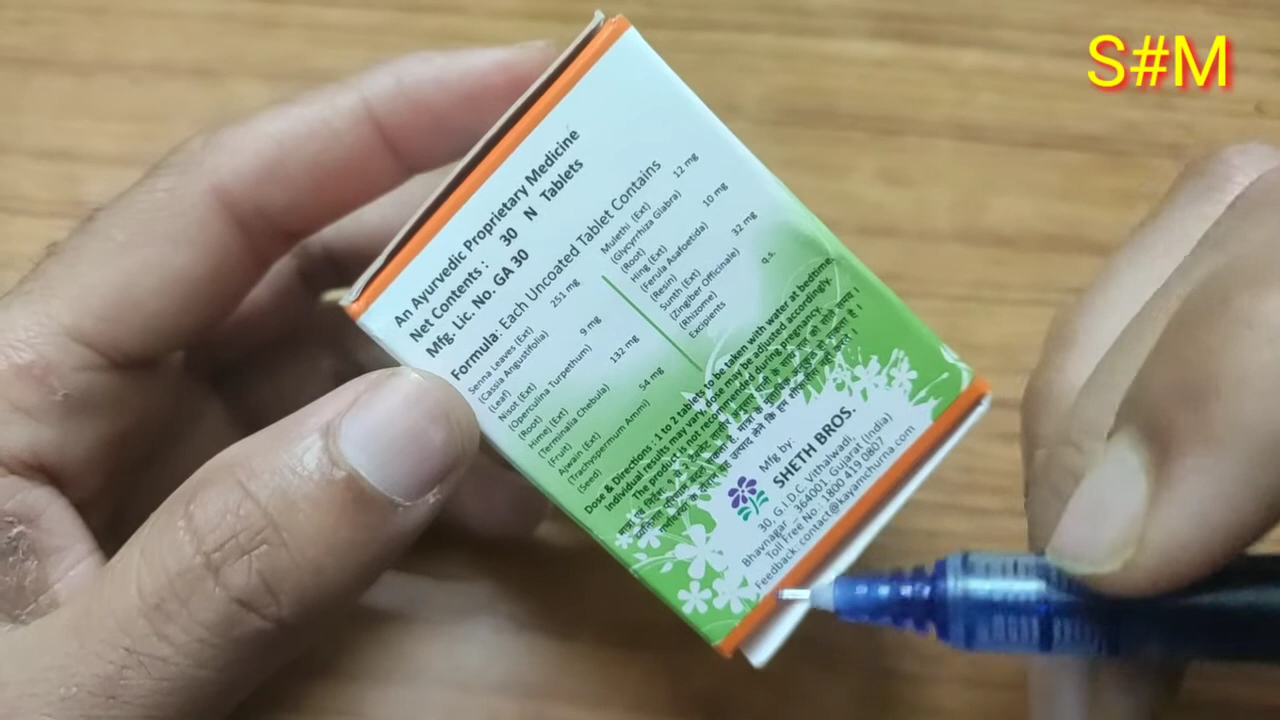 S#M
An Ayurvedic Proprietary Medicine
Net Contents : 30 N Tablets
Mfg. Lic. No. GA 30
Formula: Each Uncoated Tablet Contains
Senna Leaves (Ext) 251 mg
(Cassia Angustifolia)
(Leaf)
Nisot (Ext) 9 mg
(Operculina Turpethum)
(Root)
Himej (Ext) 132 mg
(Terminalia Chebula)
(Fruit)
Ajwain (Ext) 54 mg
(Trachyspermum Ammi)
(Seed)
Mulethi (Ext) 12 mg
(Glycyrrhiza Glabra)
(Root)
Hing (Ext) 10 mg
(Ferula Asafoetida)
(Resin)
Sunth (Ext) 32 mg
(Zingiber Officinale)
(Rhizome)
Excipients q.s.
Dose & Directions : 1 to 2 tablets to be taken with water at bedtime.
Individual results may vary, dose may be adjusted accordingly.
The product is not recommended during pregnancy.
Mfg by:
SHETH BROS.
30, G.I.D.C. Vithalwadi,
Bhavnagar - 364001. Gujarat (India)
Toll Free No.: 1800 419 0807
Feedback: contact@kayamchurna.com